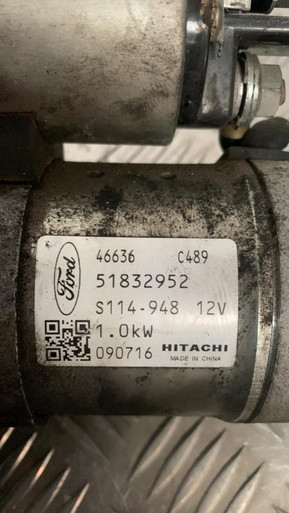 46636 C489
Ford
51832952
S114-948 12V
1.0kW
090716 HITACHI
MADE IN CHINA